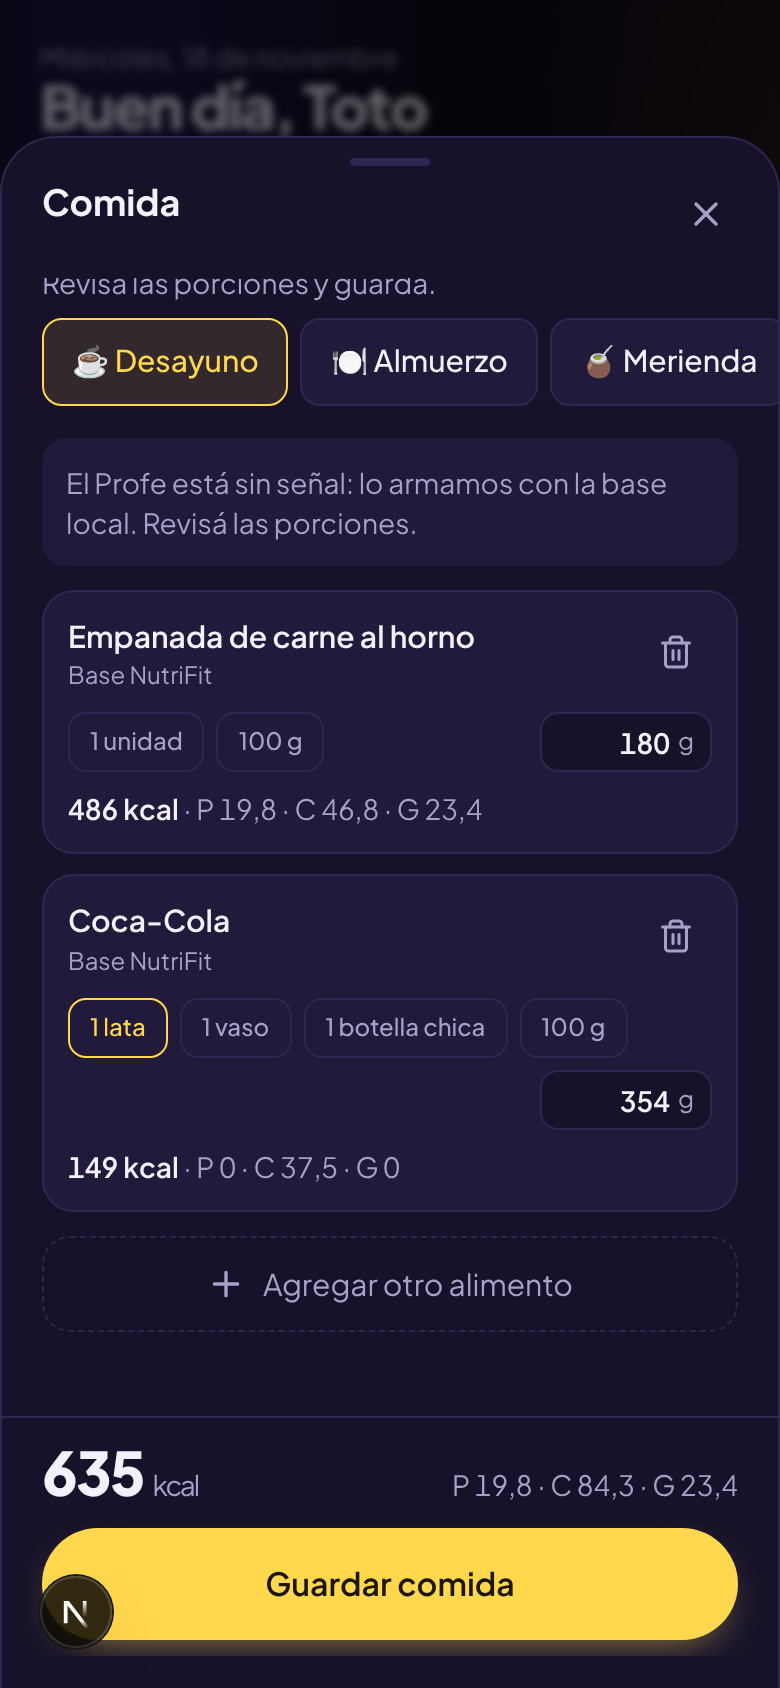 Miércoles, 18 de noviembre
Buen día, Toto
Comida
Revisa las porciones y guarda.
Desayuno
Almuerzo
Merienda
El Profe está sin señal: lo armamos con la base
local. Revisá las porciones.
Empanada de carne al horno
Base NutriFit
1 unidad
100 g
180 g
486 kcal · P 19,8 · C 46,8 · G 23,4
Coca-Cola
Base NutriFit
1 lata
1 vaso
1 botella chica
100 g
354 g
149 kcal · P 0 · C 37,5 · G 0
Agregar otro alimento
635 kcal
P 19,8 · C 84,3 · G 23,4
Guardar comida
N